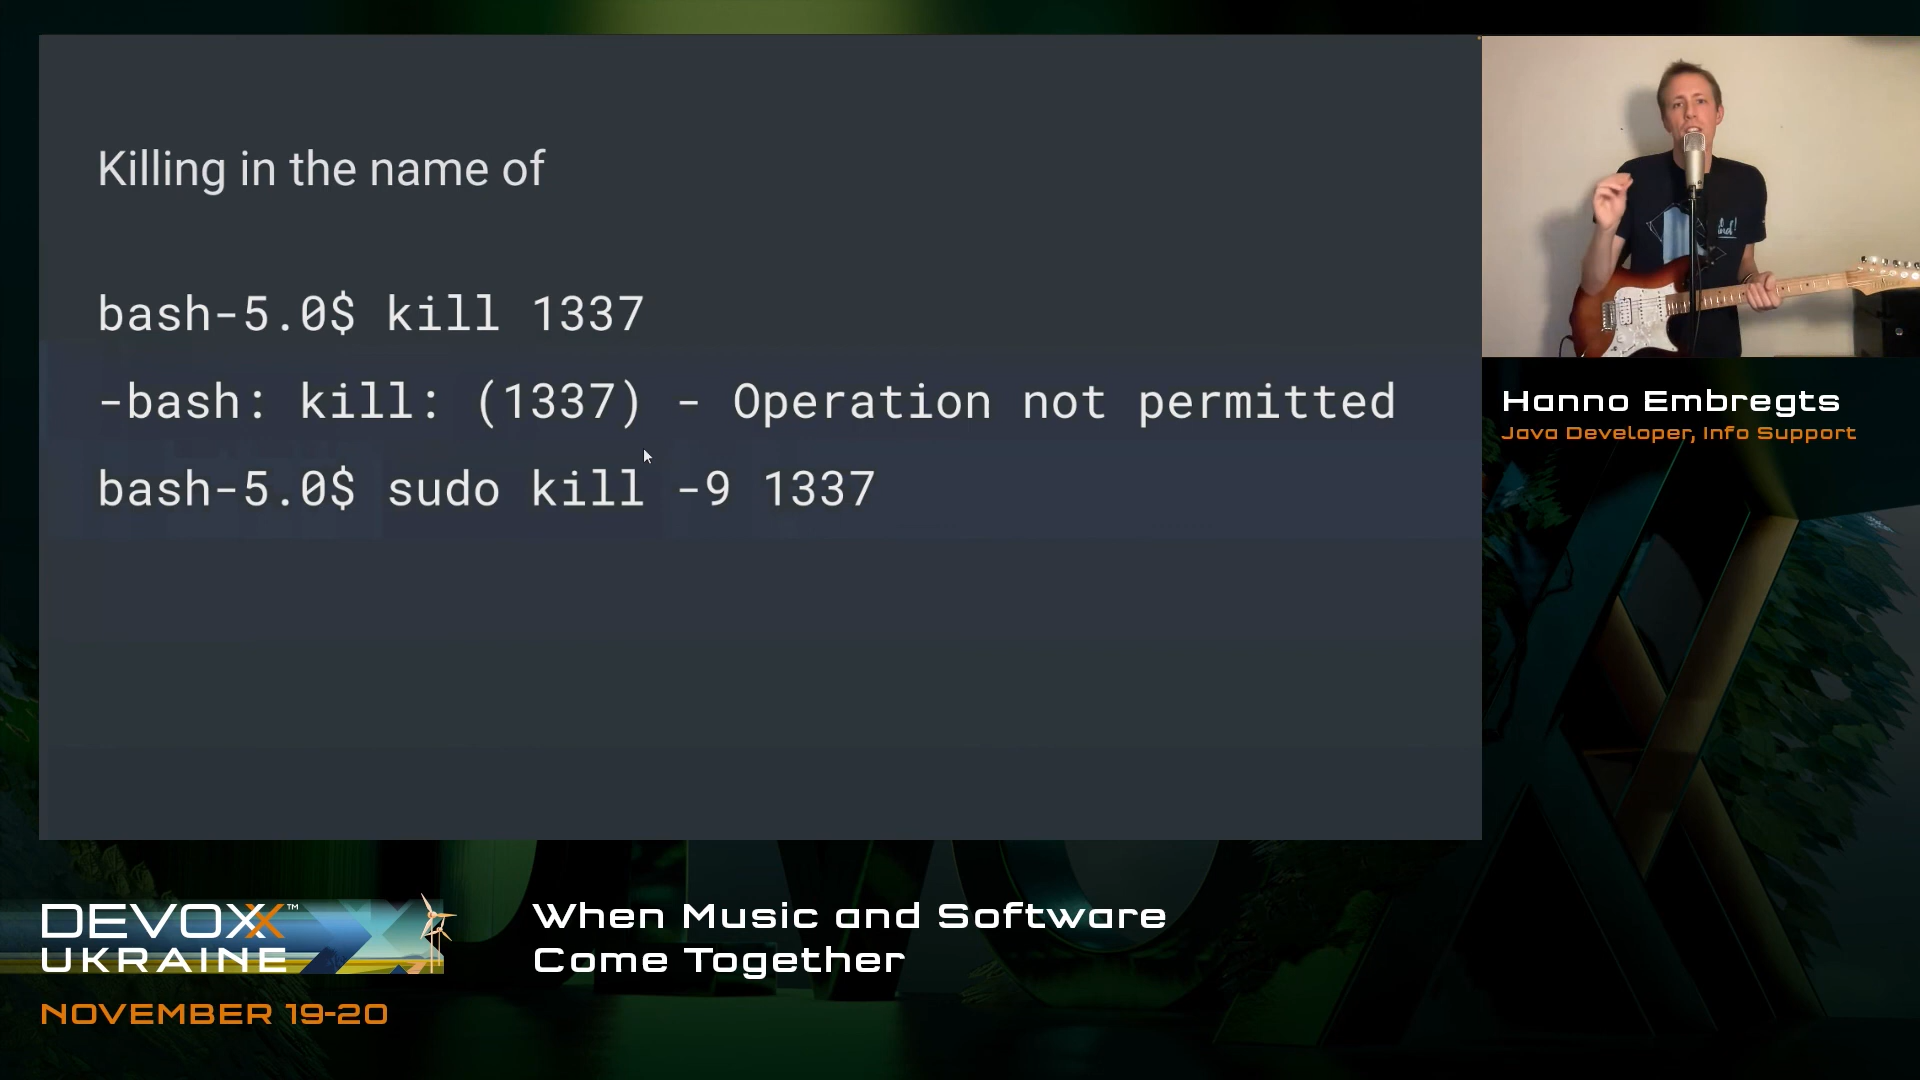 Killing in the name of
bash-5.0$ kill 1337
-bash: kill: (1337) - Operation not permitted
bash-5.0$ sudo kill -9 1337
Hanno Embregts
Java Developer, Info Support
DEVOXX™
UKRAINE
NOVEMBER 19-20
When Music and Software
Come Together